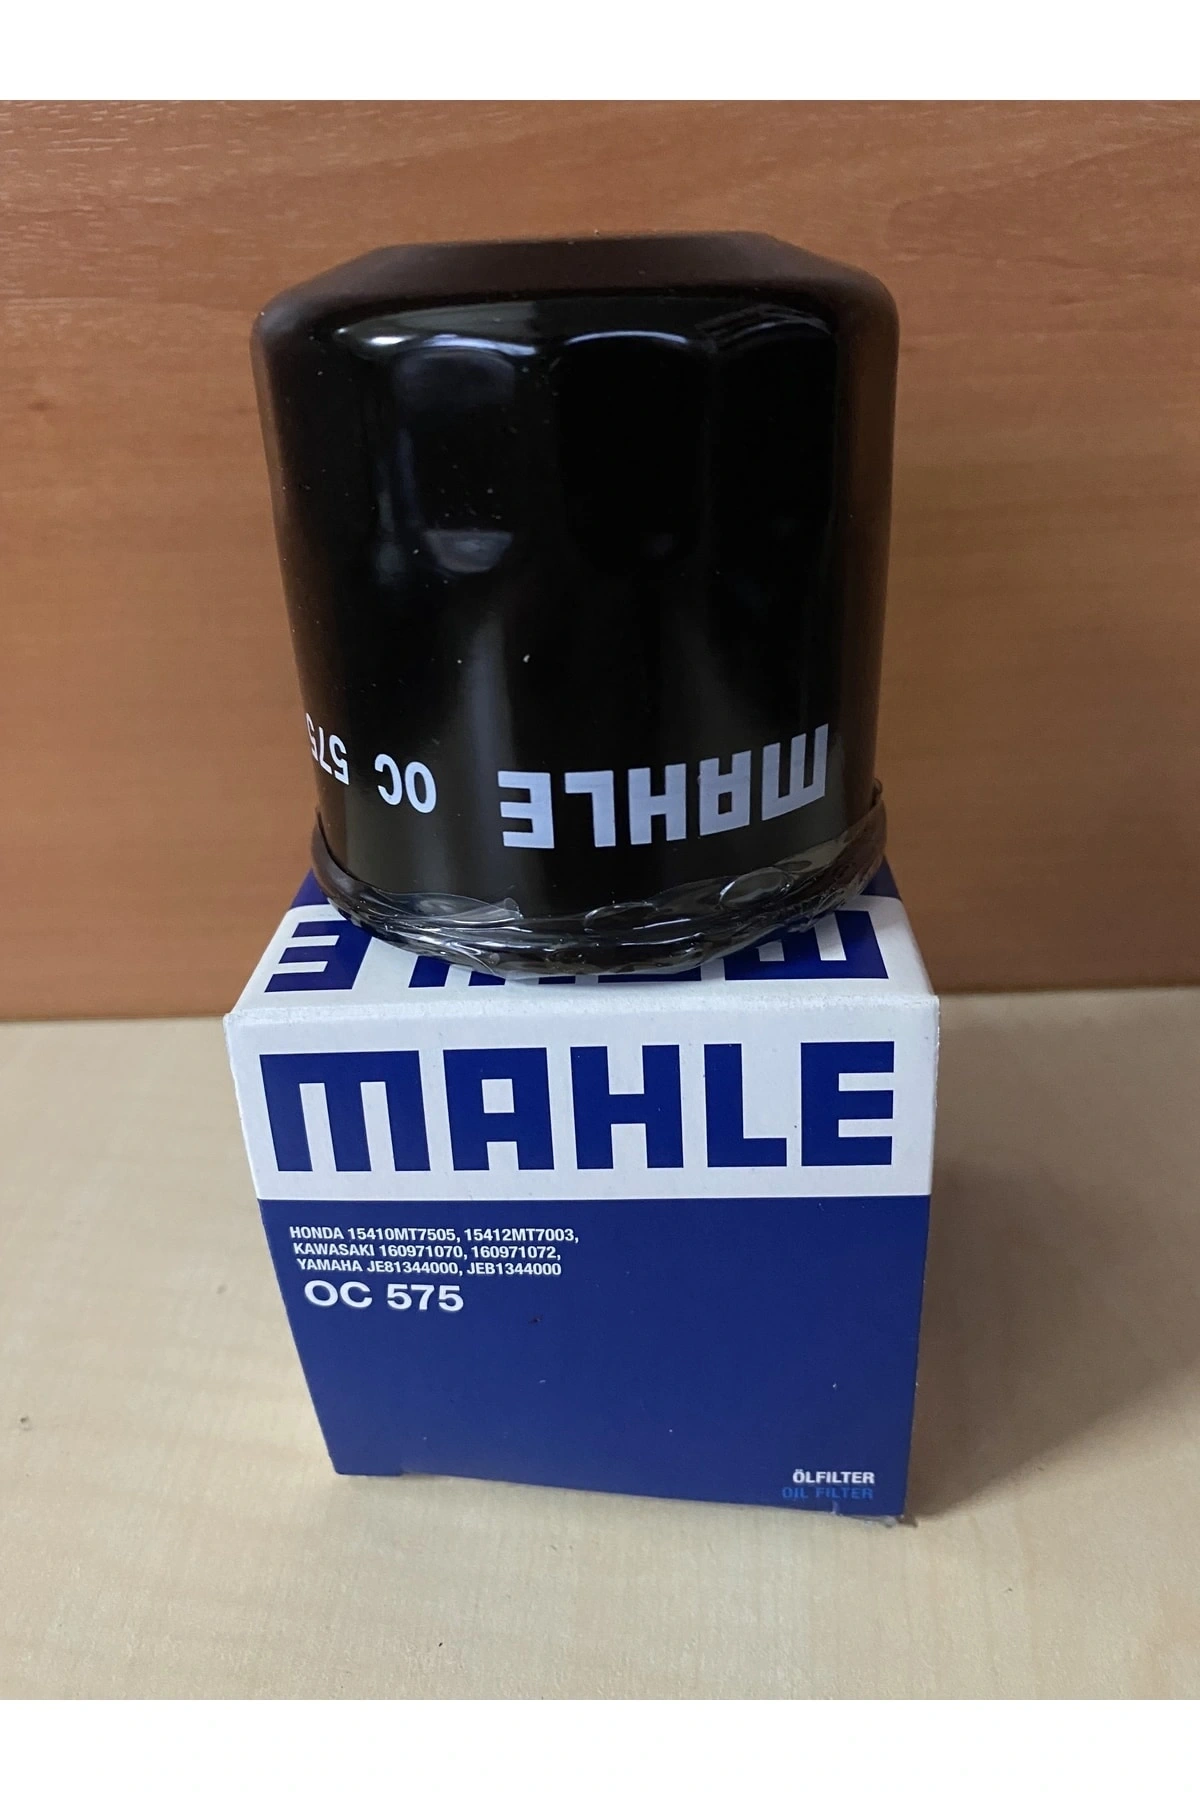 MAHLE
OC 575
MAHLE
MAHLE
HONDA 15410MT7505, 15412MT7003,
KAWASAKI 160971070, 160971072,
YAMAHA JE81344000, JEB1344000
OC 575
ÖLFILTER
OIL FILTER